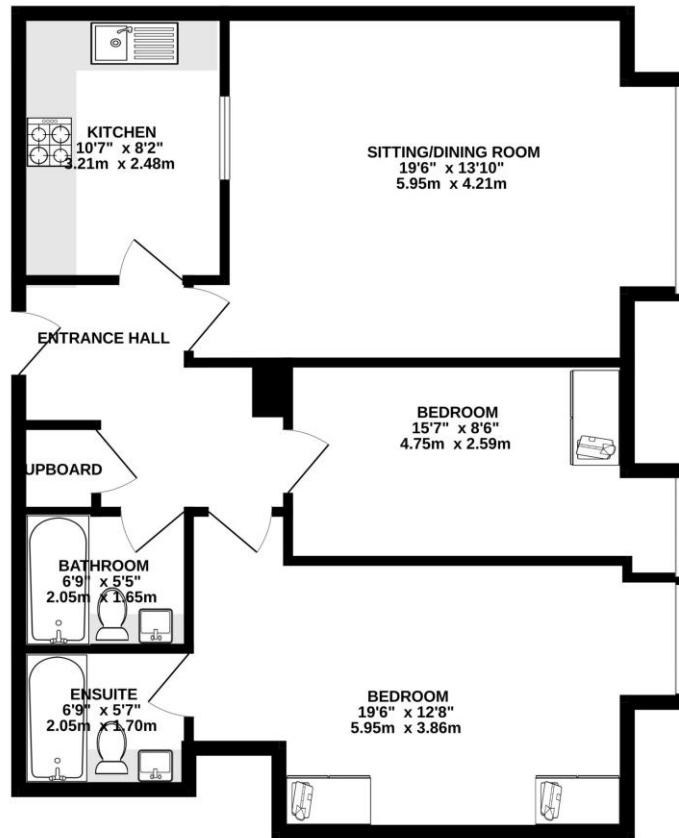 KITCHEN
10'7" x 8'2"
3.21m x 2.48m
SITTING/DINING ROOM
19'6" x 13'10"
5.95m x 4.21m
ENTRANCE HALL
BEDROOM
15'7" x 8'6"
4.75m x 2.59m
UPBOARD
BATHROOM
6'9" x 5'5"
2.05m x 1.65m
ENSUITE
6'9" x 5'7"
2.05m x 1.70m
BEDROOM
19'6" x 12'8"
5.95m x 3.86m